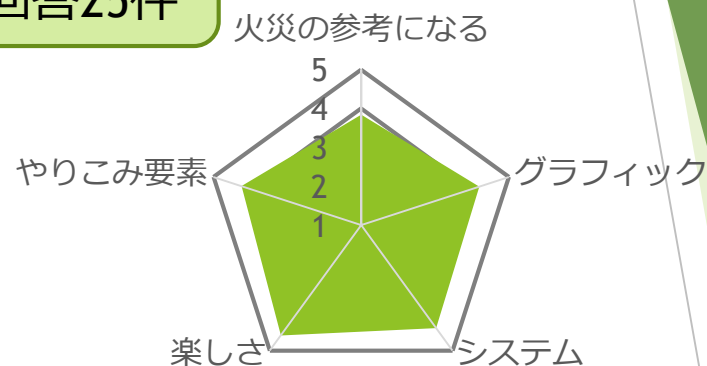 回答25件
火災の参考になる
5
4
3
2
1
やりこみ要素
グラフィック
楽しさ
システム